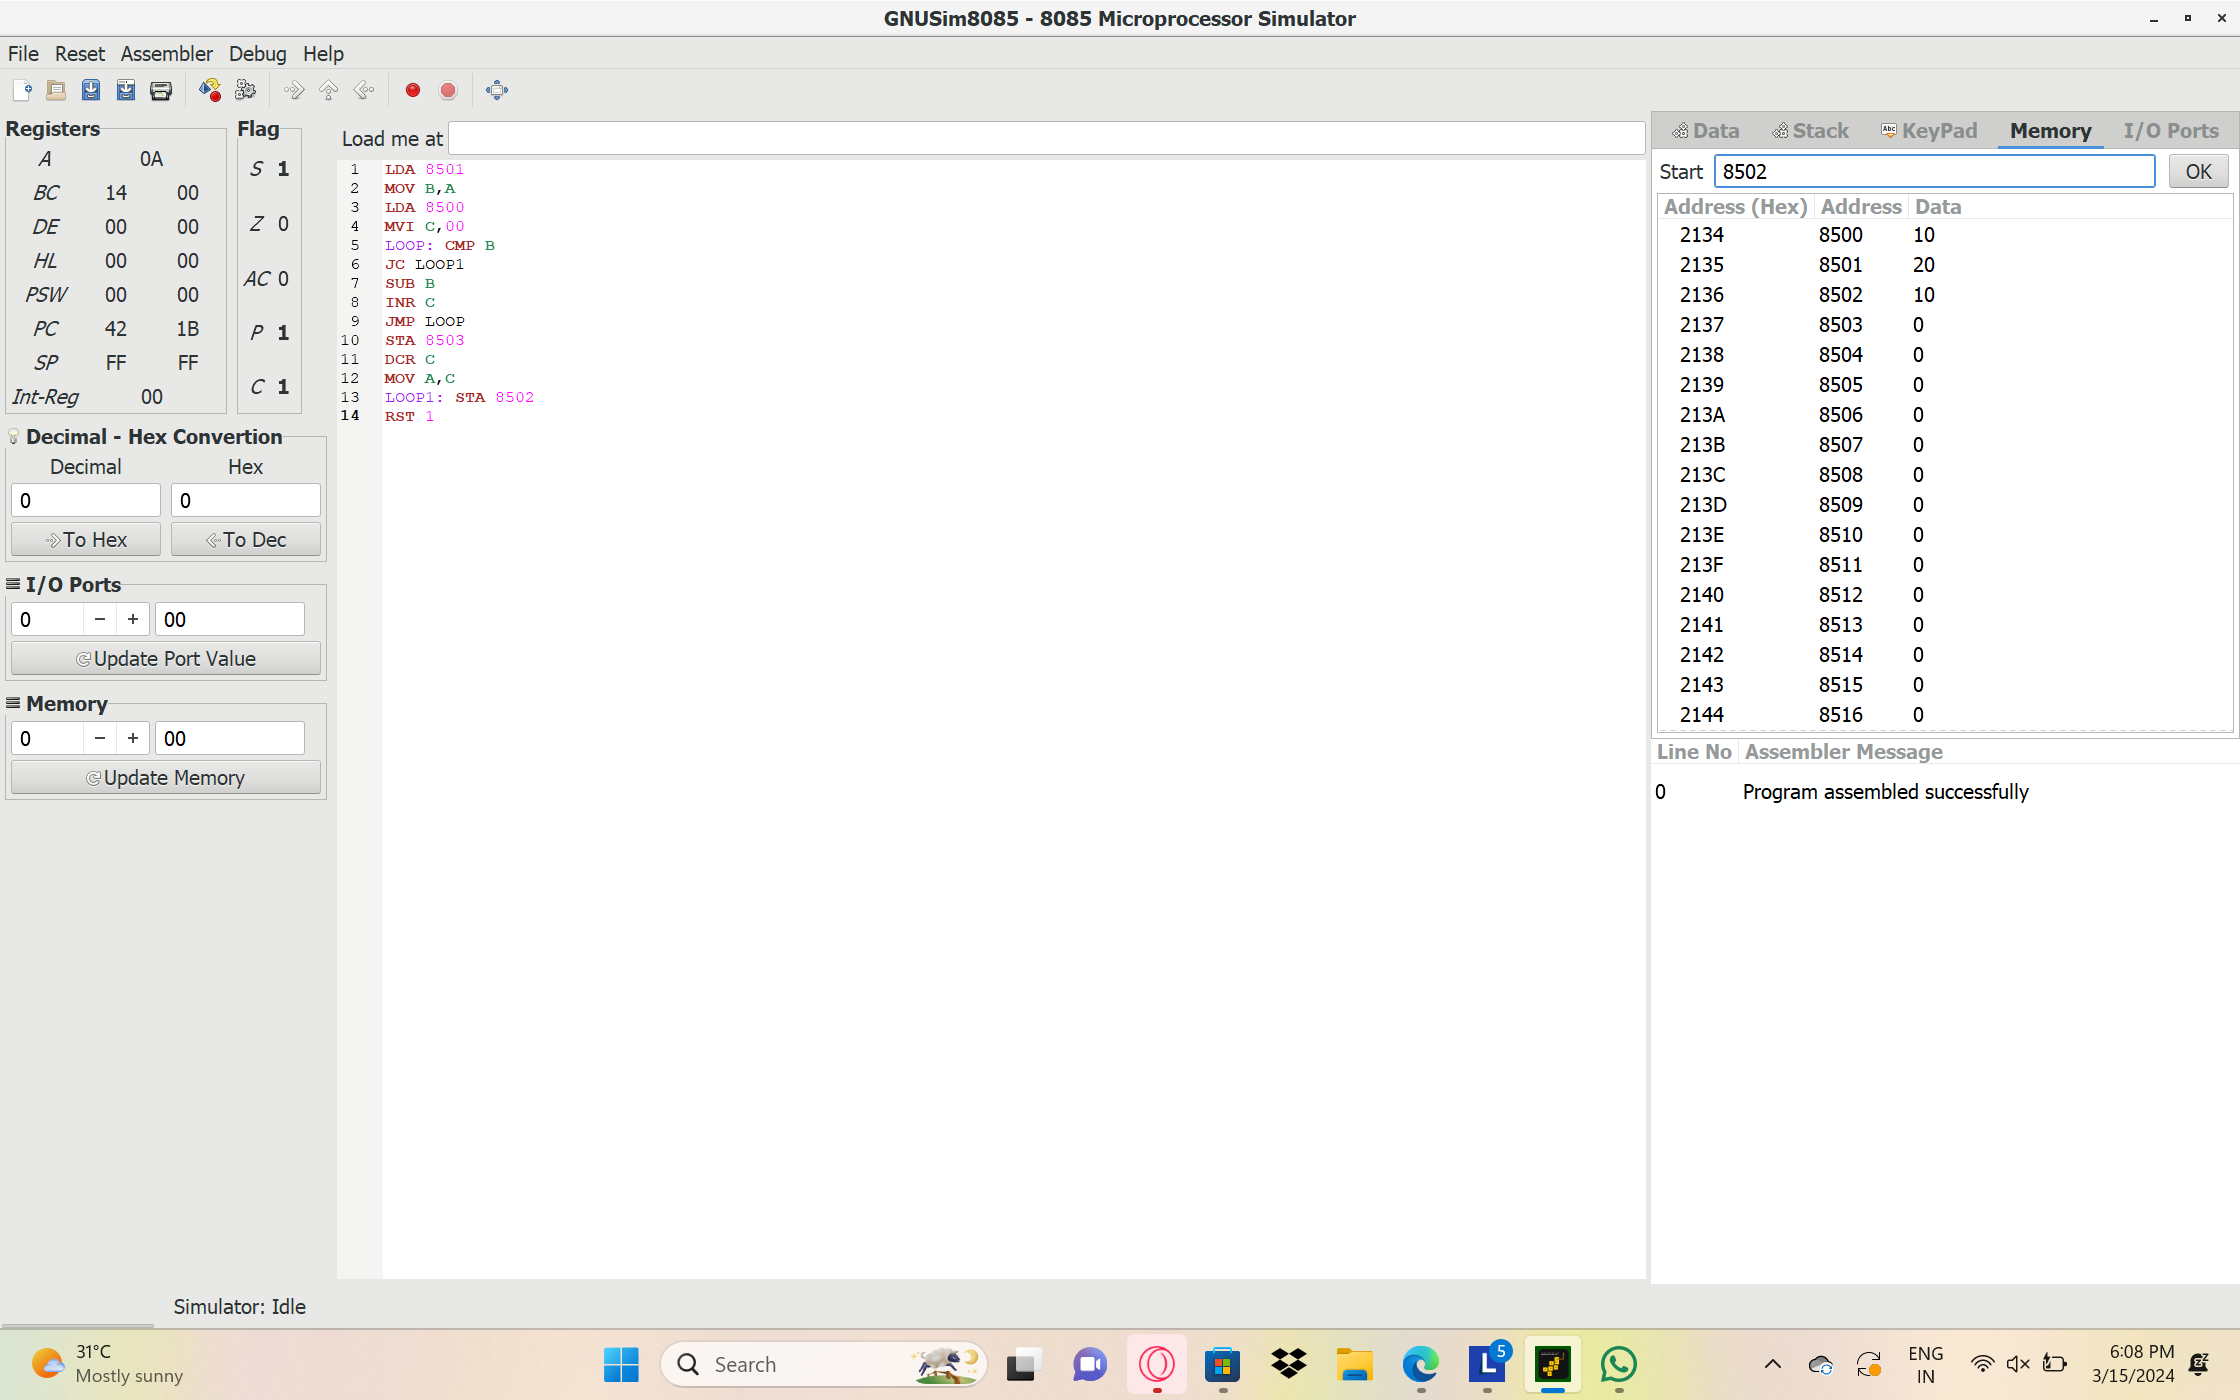 GNUSim8085 - 8085 Microprocessor Simulator
File Reset Assembler Debug Help
Registers
A 0A
BC 14 00
DE 00 00
HL 00 00
PSW 00 00
PC 42 1B
SP FF FF
Int-Reg 00
Flag
S 1
Z 0
AC 0
P 1
C 1
Decimal - Hex Convertion
Decimal Hex
0 0
To Hex To Dec
I/O Ports
0 − + 00
Update Port Value
Memory
0 − + 00
Update Memory
Load me at
1 LDA 8501
2 MOV B,A
3 LDA 8500
4 MVI C,00
5 LOOP: CMP B
6 JC LOOP1
7 SUB B
8 INR C
9 JMP LOOP
10 STA 8503
11 DCR C
12 MOV A,C
13 LOOP1: STA 8502
14 RST 1
Data Stack KeyPad Memory I/O Ports
Start 8502 OK
Address (Hex) Address Data
2134 8500 10
2135 8501 20
2136 8502 10
2137 8503 0
2138 8504 0
2139 8505 0
213A 8506 0
213B 8507 0
213C 8508 0
213D 8509 0
213E 8510 0
213F 8511 0
2140 8512 0
2141 8513 0
2142 8514 0
2143 8515 0
2144 8516 0
Line No Assembler Message
0 Program assembled successfully
Simulator: Idle
31°C
Mostly sunny
Search
L 5
ENG
IN
6:08 PM
3/15/2024